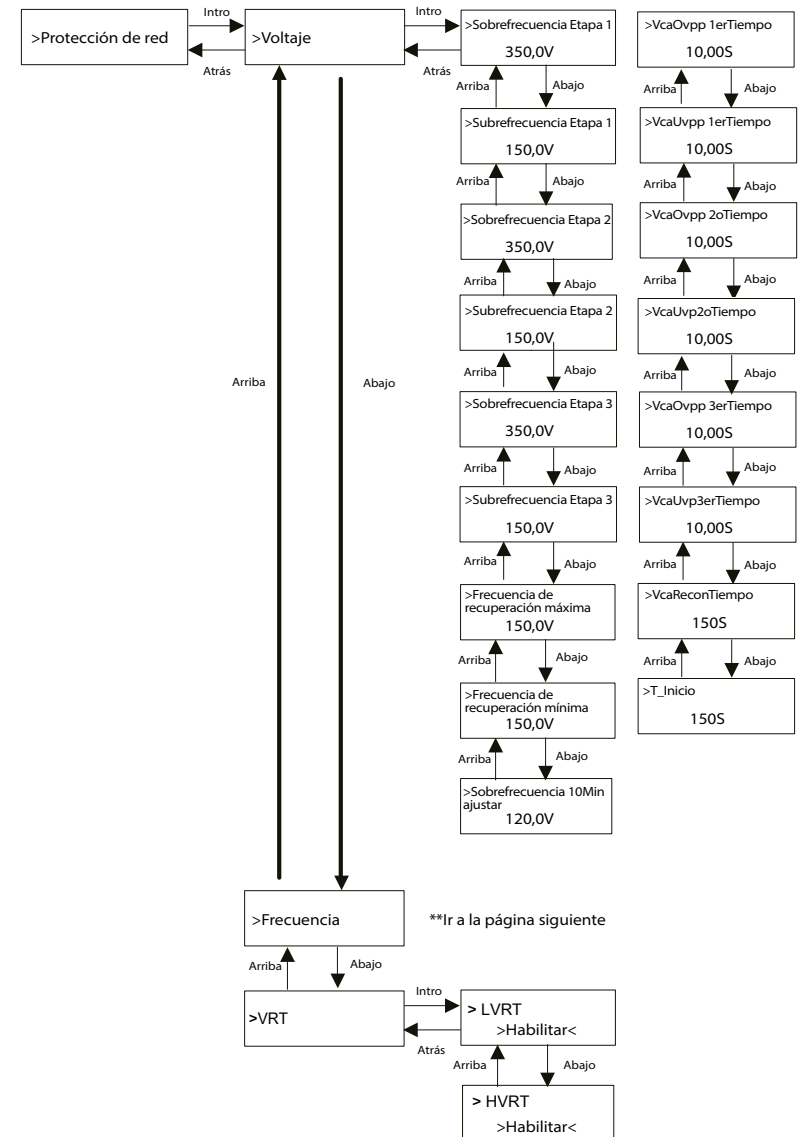 Intro
>Protección de red
Atrás
>Voltaje
Intro
Atrás
Arriba
Abajo
>Sobrefrecuencia Etapa 1
350,0V
Arriba
Abajo
>Subrefrecuencia Etapa 1
150,0V
Arriba
Abajo
>Sobrefrecuencia Etapa 2
350,0V
Arriba
Abajo
>Subrefrecuencia Etapa 2
150,0V
Arriba
Abajo
>Sobrefrecuencia Etapa 3
350,0V
Arriba
Abajo
>Subrefrecuencia Etapa 3
150,0V
Arriba
Abajo
>Frecuencia de
recuperación máxima
150,0V
Arriba
Abajo
>Frecuencia de
recuperación mínima
150,0V
Arriba
Abajo
>Sobrefrecuencia 10Min
ajustar
120,0V
>VcaOvpp 1erTiempo
10,00S
Arriba
Abajo
>VcaUvpp 1erTiempo
10,00S
Arriba
Abajo
>VcaOvpp 2oTiempo
10,00S
Arriba
Abajo
>VcaUvp2oTiempo
10,00S
Arriba
Abajo
>VcaOvpp 3erTiempo
10,00S
Arriba
Abajo
>VcaUvp3erTiempo
10,00S
Arriba
Abajo
>VcaReconTiempo
150S
Arriba
Abajo
>T_Inicio
150S
>Frecuencia
**Ir a la página siguiente
Arriba
Abajo
>VRT
Intro
Atrás
> LVRT
>Habilitar<
Arriba
Abajo
> HVRT
>Habilitar<